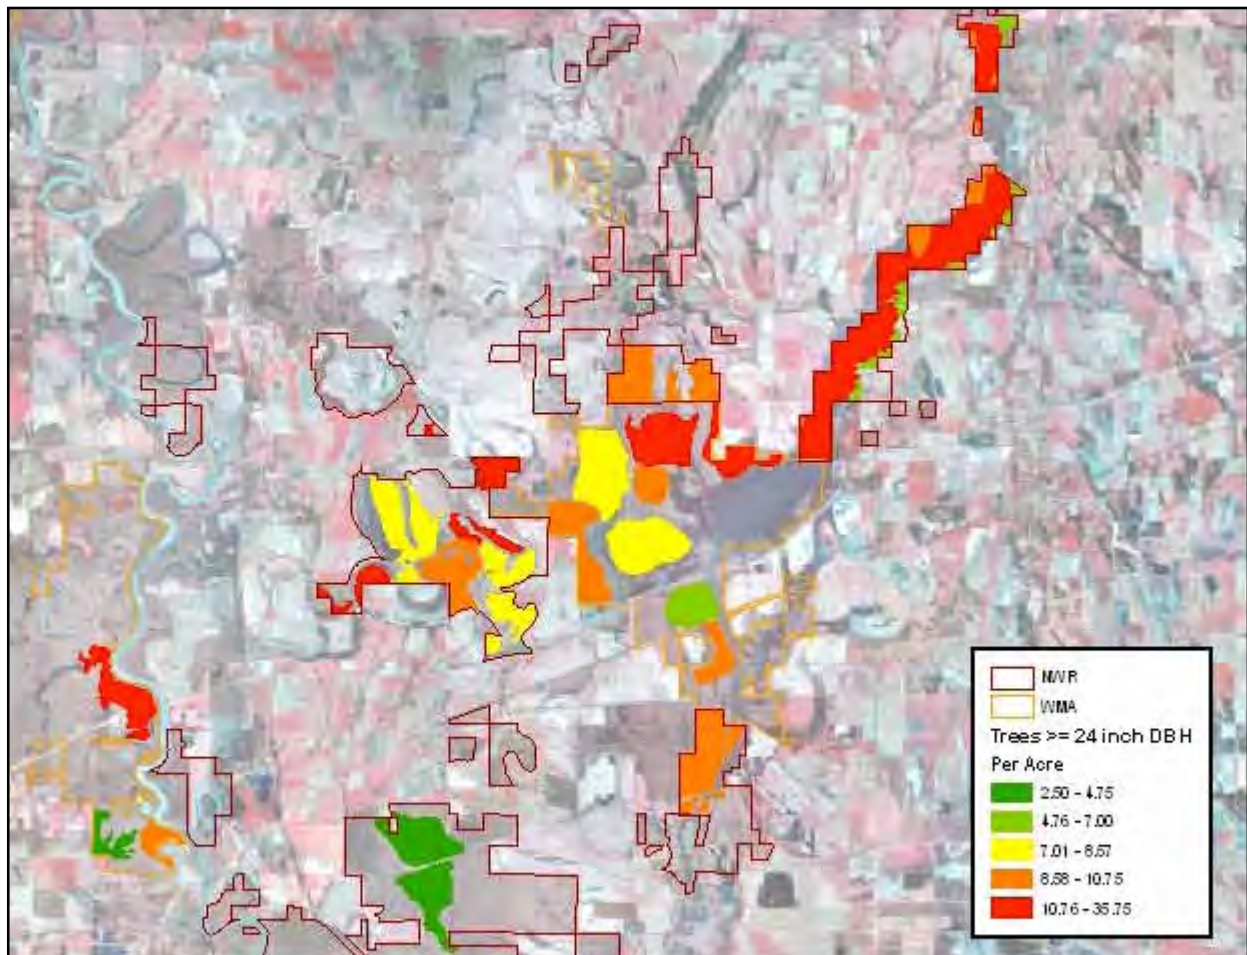 NWR
WMA
Trees >= 24 inch DBH
Per Acre
2.50 - 4.75
4.76 - 7.00
7.01 - 8.57
8.58 - 10.75
10.76 - 35.75